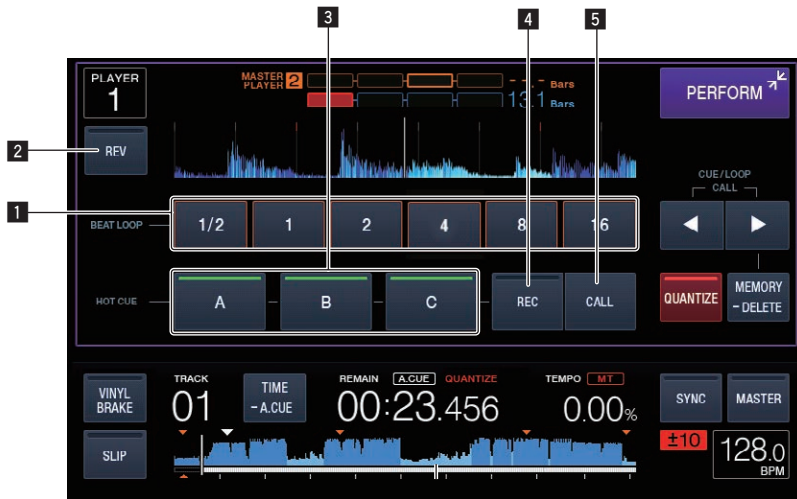 3
4
5
PLAYER
1
MASTER
PLAYER 2
--.- Bars
13.1 Bars
PERFORM
2
REV
CUE/LOOP
CALL
1
BEAT LOOP
1/2
1
2
4
8
16
HOT CUE
A
B
C
REC
CALL
QUANTIZE
MEMORY
- DELETE
VINYL
BRAKE
TRACK
01
TIME
- A.CUE
REMAIN
A.CUE
QUANTIZE
00:23.456
TEMPO
MT
0.00%
SYNC
MASTER
SLIP
±10
128.0
BPM